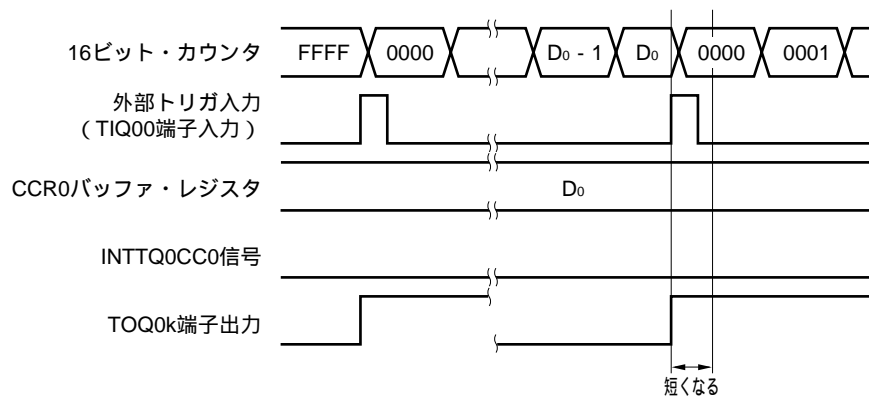 16ビット・カウンタ FFFF 0000 D0 - 1 D0 0000 0001
外部トリガ入力
（TIQ00端子入力）
CCR0バッファ・レジスタ D0
INTTQ0CC0信号
TOQ0k端子出力
短くなる